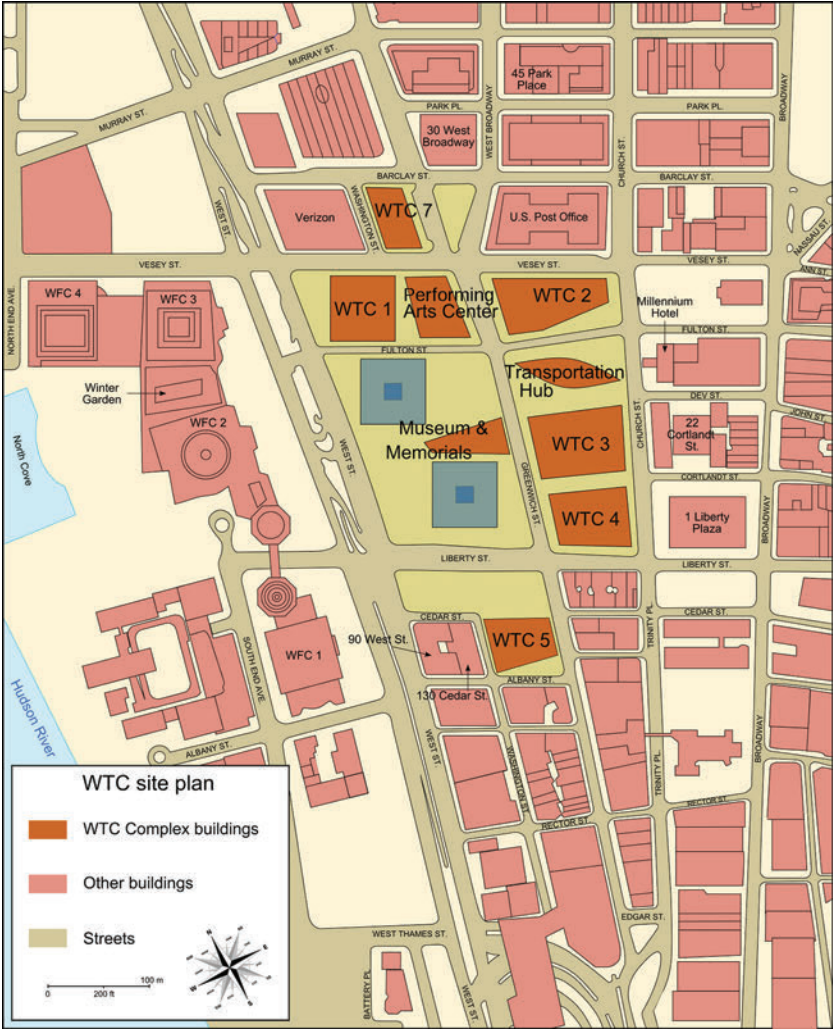 MURRAY ST.
MURRAY ST.
45 Park
Place
WEST BROADWAY
CHURCH ST.
BROADWAY
PARK PL.
PARK PL.
30 West
Broadway
BARCLAY ST.
BARCLAY ST.
WEST ST.
Verizon
WASHINGTON ST.
WTC 7
U.S. Post Office
NASSAU ST.
VESEY ST.
VESEY ST.
VESEY ST.
ANN ST.
NORTH END AVE.
WFC 4
WFC 3
WTC 1
Performing
Arts Center
WTC 2
Millennium
Hotel
FULTON ST.
FULTON ST.
Winter
Garden
Transportation
Hub
DEV ST.
JOHN ST.
North Cove
WFC 2
WEST ST.
Museum &
Memorials
WTC 3
CHURCH ST.
22
Cortlandt
St.
CORTLANDT ST.
GREENWICH ST.
WTC 4
1 Liberty
Plaza
BROADWAY
LIBERTY ST.
LIBERTY ST.
CEDAR ST.
CEDAR ST.
90 West St.
WTC 5
TRINITY PL.
WFC 1
SOUTH END AVE.
130 Cedar St.
ALBANY ST.
Hudson River
ALBANY ST.
WEST ST.
WASHINGTON ST.
TRINITY PL.
BROADWAY
RECTOR ST.
RECTOR ST.
EDGAR ST.
WEST THAMES ST.
BATTERY PL.
WEST ST.
WTC site plan
WTC Complex buildings
Other buildings
Streets
0
100 m
200 ft